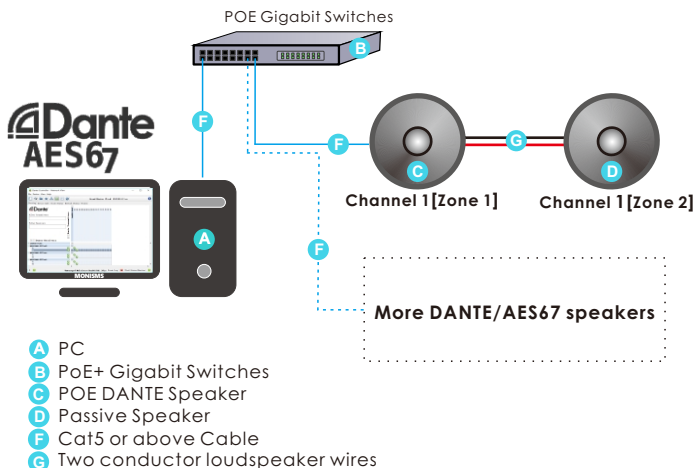 POE Gigabit Switches
B
Dante
AES67
F
F
G
C
D
Channel 1[Zone 1]
Channel 1[Zone 2]
Dante
A
F
MONISMS
More DANTE/AES67 speakers
A PC
B PoE+ Gigabit Switches
C POE DANTE Speaker
D Passive Speaker
F Cat5 or above Cable
G Two conductor loudspeaker wires